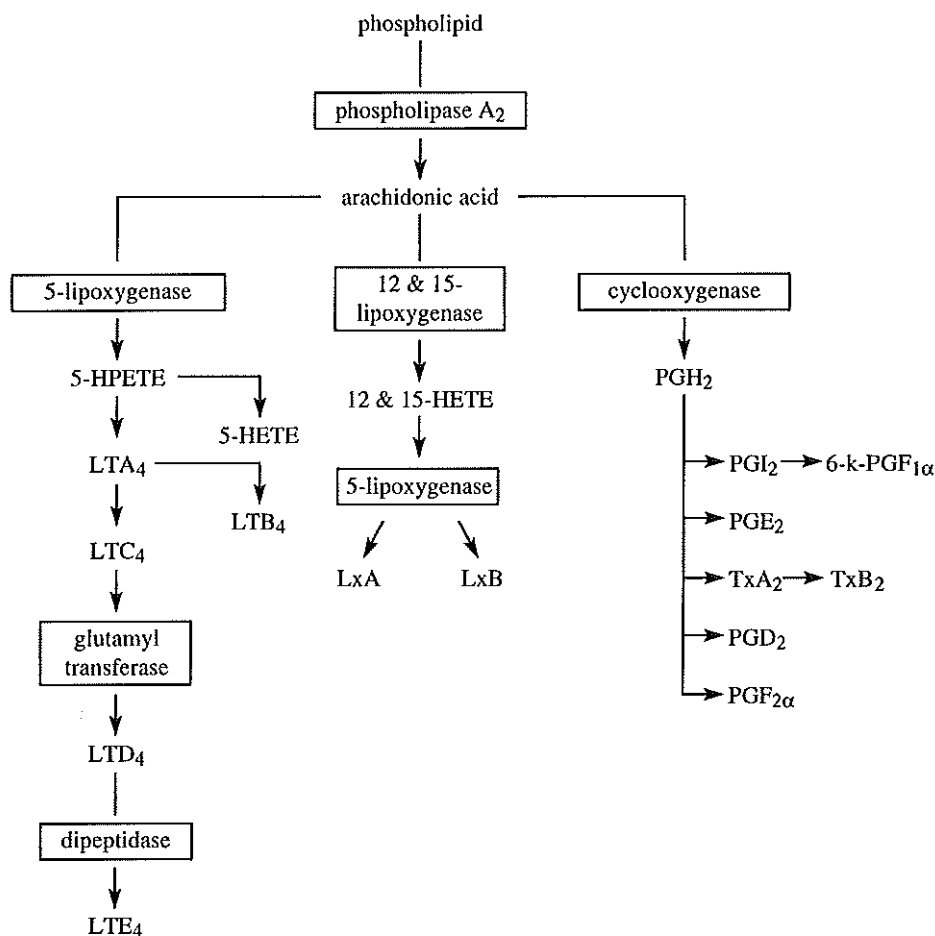 phospholipid
phospholipase A₂
arachidonic acid
5-lipoxygenase
5-HPETE
5-HETE
LTA₄
LTB₄
LTC₄
glutamyl
transferase
LTD₄
dipeptidase
LTE₄
12 & 15-
lipoxygenase
12 & 15-HETE
5-lipoxygenase
LxA LxB
cyclooxygenase
PGH₂
PGI₂ 6-k-PGF₁α
PGE₂
TxA₂ TxB₂
PGD₂
PGF₂α